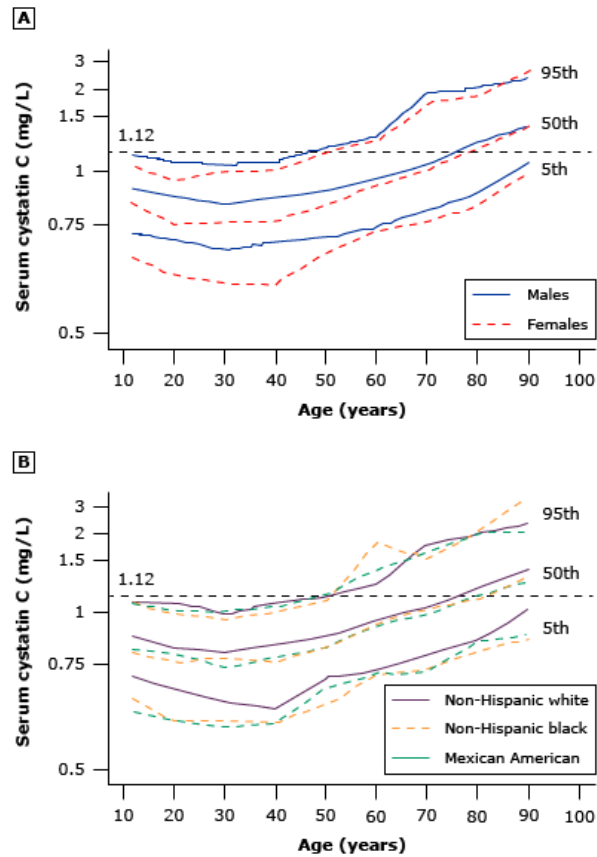 A
Serum cystatin C (mg/L)
3
2
1.5
1
0.75
0.5
1.12
95th
50th
5th
Males
Females
10 20 30 40 50 60 70 80 90 100
Age (years)
B
Serum cystatin C (mg/L)
3
2
1.5
1
0.75
0.5
1.12
95th
50th
5th
Non-Hispanic white
Non-Hispanic black
Mexican American
10 20 30 40 50 60 70 80 90 100
Age (years)